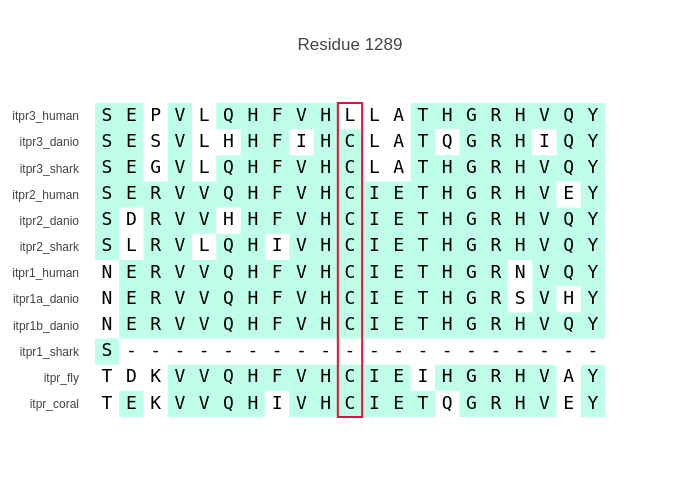 Residue 1289
itpr3_human S E P V L Q H F V H L L A T H G R H V Q Y
itpr3_danio S E S V L H H F I H C L A T Q G R H I Q Y
itpr3_shark S E G V L Q H F V H C L A T H G R H V Q Y
itpr2_human S E R V V Q H F V H C I E T H G R H V E Y
itpr2_danio S D R V V H H F V H C I E T H G R H V Q Y
itpr2_shark S L R V L Q H I V H C I E T H G R H V Q Y
itpr1_human N E R V V Q H F V H C I E T H G R N V Q Y
itpr1a_danio N E R V V Q H F V H C I E T H G R S V H Y
itpr1b_danio N E R V V Q H F V H C I E T H G R H V Q Y
itpr1_shark S - - - - - - - - - - - - - - - - - - - -
itpr_fly T D K V V Q H F V H C I E I H G R H V A Y
itpr_coral T E K V V Q H I V H C I E T Q G R H V E Y